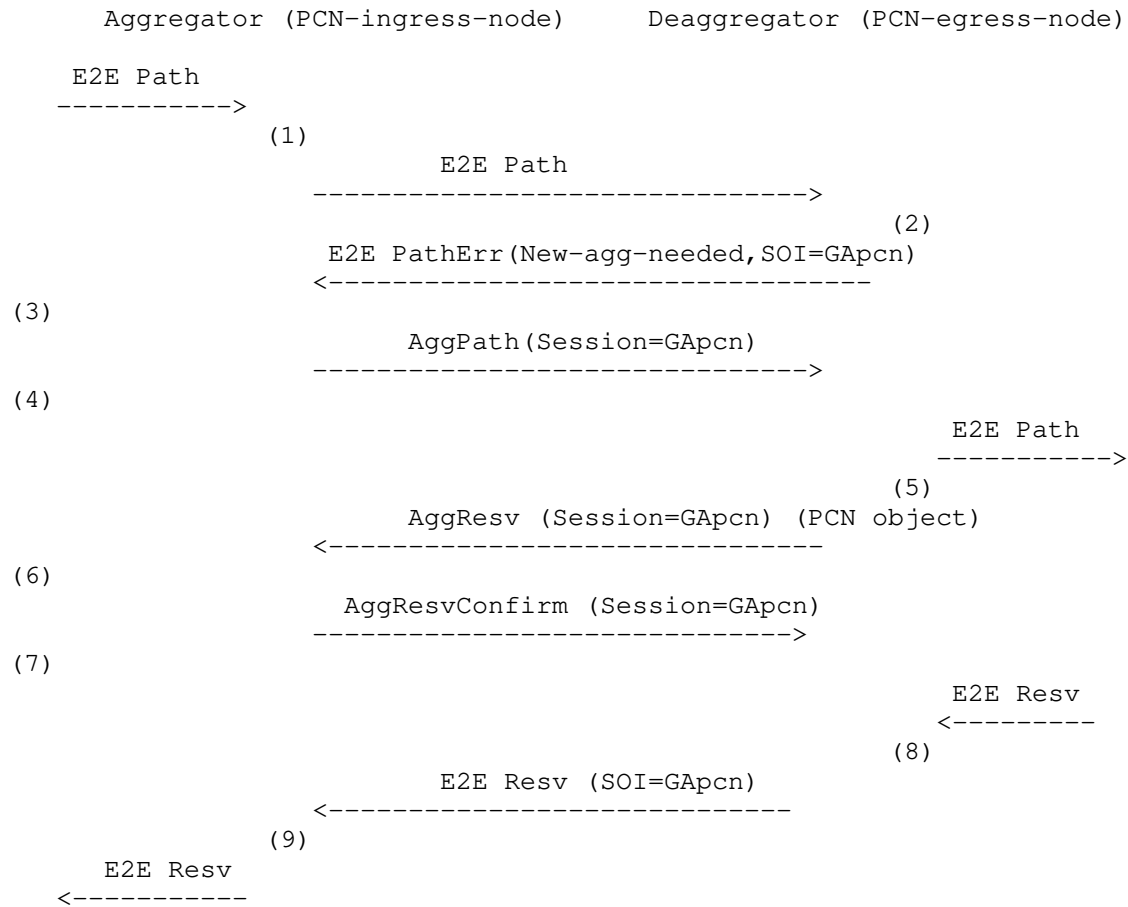 Aggregator (PCN-ingress-node) Deaggregator (PCN-egress-node)
E2E Path
----------->
(1)
E2E Path
------------------------------->
(2)
E2E PathErr(New-agg-needed,SOI=GApcn)
<----------------------------------
(3)
AggPath(Session=GApcn)
------------------------------->
(4)
E2E Path
----------->
(5)
AggResv (Session=GApcn) (PCN object)
<-------------------------------
(6)
AggResvConfirm (Session=GApcn)
------------------------------>
(7)
E2E Resv
<---------
(8)
E2E Resv (SOI=GApcn)
<-----------------------------
(9)
E2E Resv
<-----------